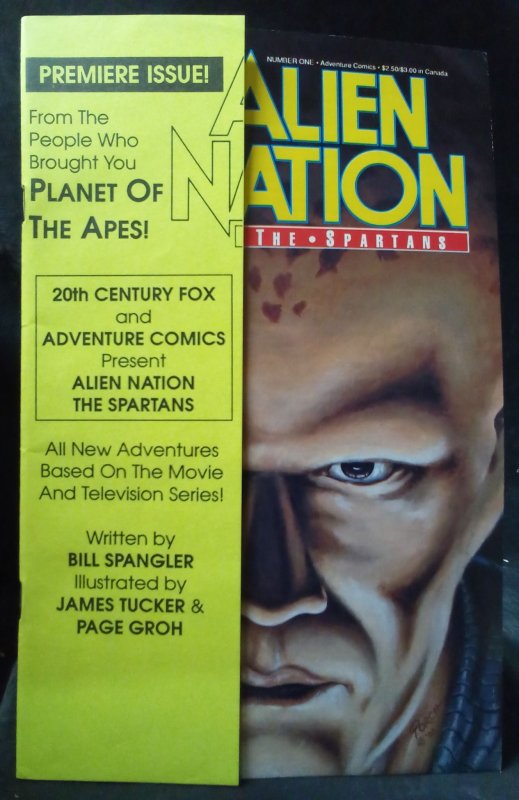 PREMIERE ISSUE!
From The
People Who
Brought You
PLANET OF
THE APES!
20th CENTURY FOX
and
ADVENTURE COMICS
Present
ALIEN NATION
THE SPARTANS
All New Adventures
Based On The Movie
And Television Series!
Written by
BILL SPANGLER
Illustrated by
JAMES TUCKER &
PAGE GROH
NUMBER ONE • Adventure Comics • $2.50/$3.00 in Canada
ALIEN
NATION
THE • SPARTANS